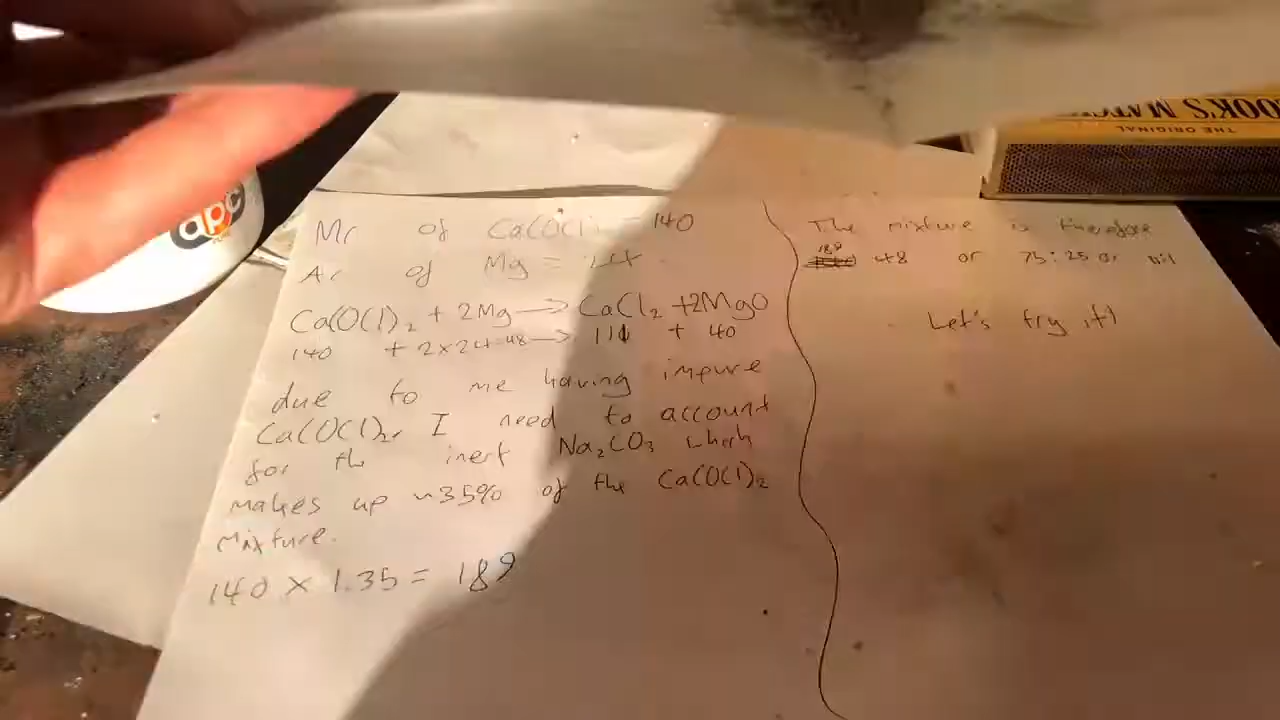 Mr of Ca(OCl) = 140
Ar of Mg = 24
Ca(OCl)2 + 2Mg → CaCl2 + 2MgO
140 + 2×24=48 → 111 + 40
due to me having impure
Ca(OCl)2, I need to account
for the inert Na2CO3 which
makes up ~35% of the Ca(OCl)2
mixture.
140 × 1.35 = 189
The mixture is therefore
189 48 or 75:25 or
Let's try it!
THE ORIGINAL
apc